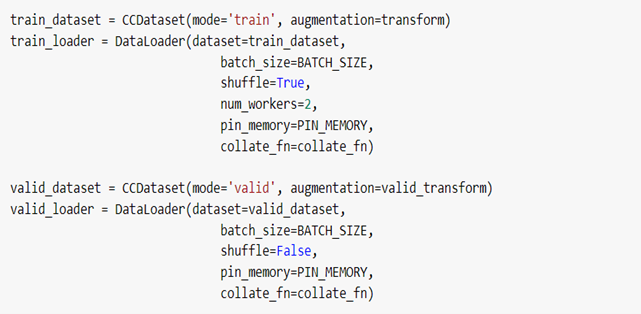 train_dataset = CCDataset(mode='train', augmentation=transform)
train_loader = DataLoader(dataset=train_dataset,
                          batch_size=BATCH_SIZE,
                          shuffle=True,
                          num_workers=2,
                          pin_memory=PIN_MEMORY,
                          collate_fn=collate_fn)

valid_dataset = CCDataset(mode='valid', augmentation=valid_transform)
valid_loader = DataLoader(dataset=valid_dataset,
                          batch_size=BATCH_SIZE,
                          shuffle=False,
                          pin_memory=PIN_MEMORY,
                          collate_fn=collate_fn)